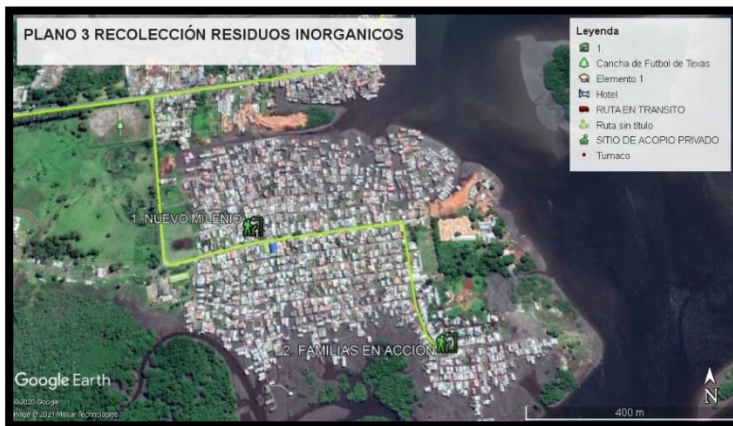 PLANO 3 RECOLECCIÓN RESIDUOS INORGANICOS
Leyenda
1.
Cancha de Futbol de Texas
Elemento 1
Hotel
RUTA EN TRANSITO
Ruta sin título
SITIO DE ACOPIO PRIVADO
Tumaco
1. NUEVO MILENIO
2. FAMILIAS EN ACCIÓN
Google Earth
©2020 Google
Image © 2021 Maxar Technologies
N
400 m